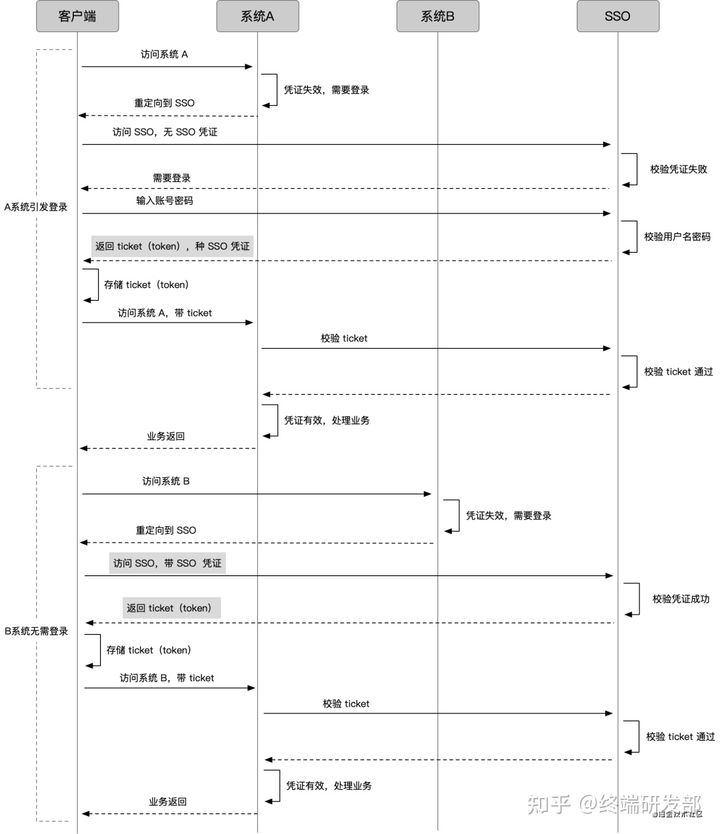 客户端
系统A
系统B
SSO
访问系统 A
凭证失效，需要登录
重定向到 SSO
访问 SSO，无 SSO 凭证
校验凭证失败
需要登录
A系统引发登录
输入账号密码
校验用户名密码
返回 ticket（token），种 SSO 凭证
存储 ticket（token）
访问系统 A，带 ticket
校验 ticket
校验 ticket 通过
凭证有效，处理业务
业务返回
访问系统 B
凭证失效，需要登录
重定向到 SSO
访问 SSO，带 SSO 凭证
校验凭证成功
返回 ticket（token）
B系统无需登录
存储 ticket（token）
访问系统 B，带 ticket
校验 ticket
校验 ticket 通过
凭证有效，处理业务
业务返回
知乎 @终端研发部
@掘金技术社区